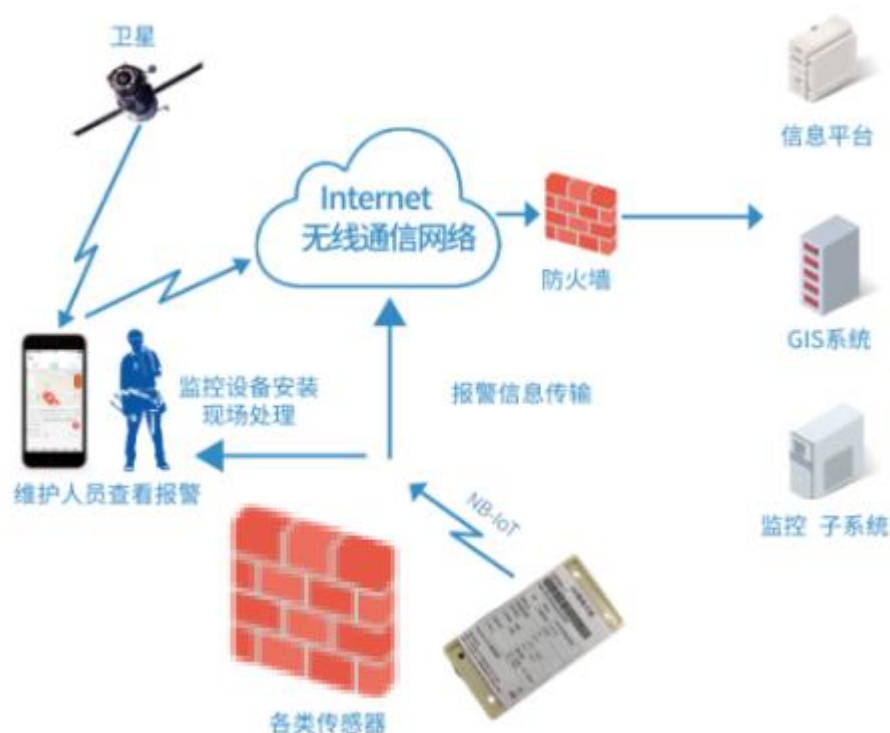 卫星
信息平台
Internet
无线通信网络
防火墙
GIS系统
监控设备安装
现场处理
报警信息传输
维护人员查看报警
NB-IoT
监控 子系统
各类传感器